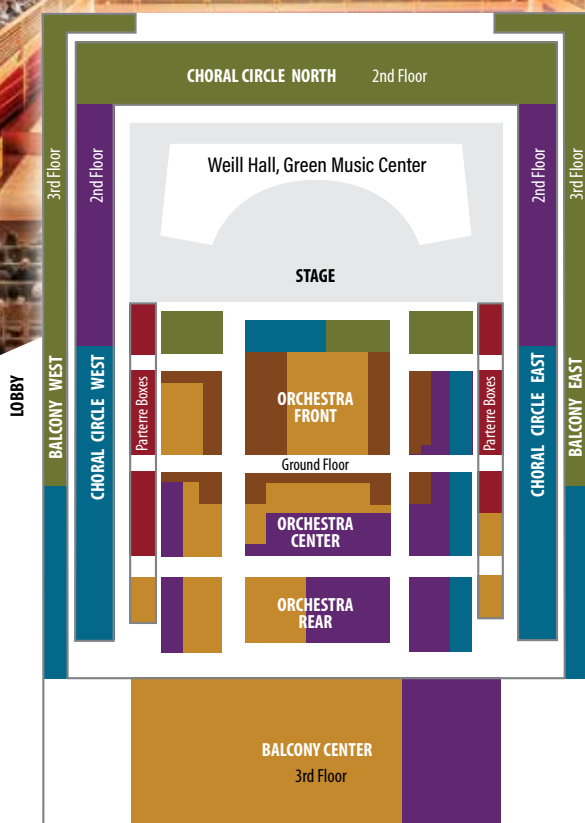 CHORAL CIRCLE NORTH 2nd Floor
3rd Floor
2nd Floor
Weill Hall, Green Music Center
2nd Floor
3rd Floor
STAGE
LOBBY
BALCONY WEST
CHORAL CIRCLE WEST
Parterre Boxes
ORCHESTRA
FRONT
Parterre Boxes
CHORAL CIRCLE EAST
BALCONY EAST
Ground Floor
ORCHESTRA
CENTER
ORCHESTRA
REAR
BALCONY CENTER
3rd Floor